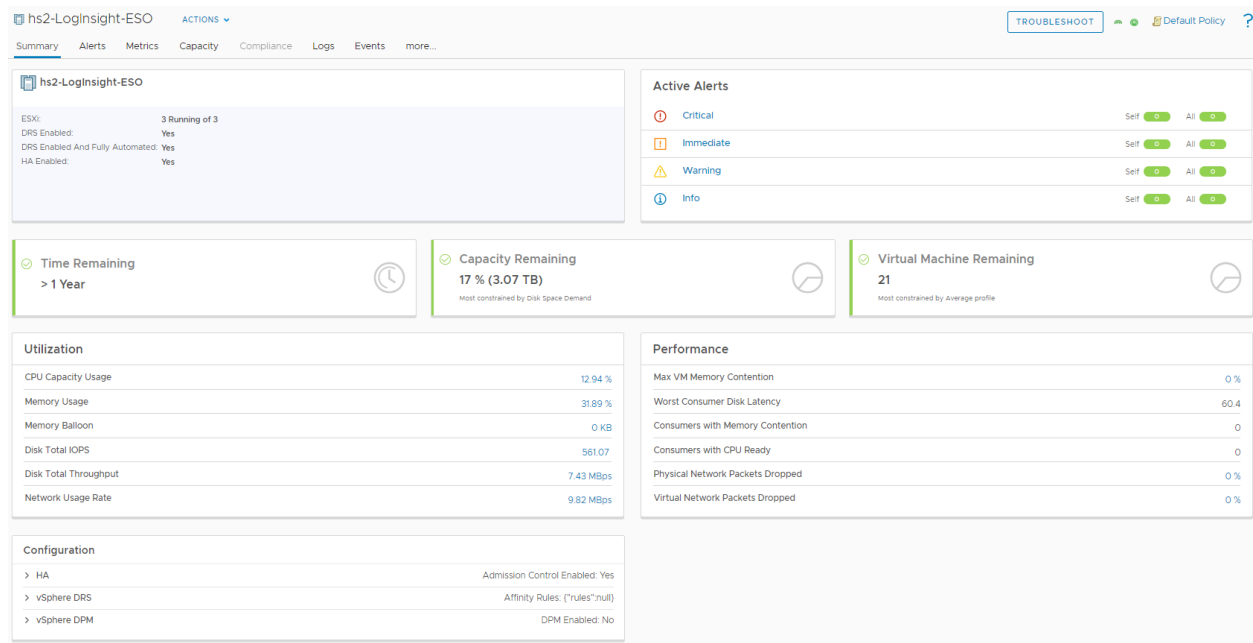 hs2-LogInsight-ESO ACTIONS TROUBLESHOOT Default Policy ?
Summary Alerts Metrics Capacity Compliance Logs Events more...
hs2-LogInsight-ESO
ESXi: 3 Running of 3
DRS Enabled: Yes
DRS Enabled And Fully Automated: Yes
HA Enabled: Yes
Active Alerts
Critical Self 0 All 0
Immediate Self 0 All 0
Warning Self 0 All 0
Info Self 0 All 0
Time Remaining
> 1 Year
Capacity Remaining
17 % (3.07 TB)
Most constrained by Disk Space Demand
Virtual Machine Remaining
21
Most constrained by Average profile
Utilization
CPU Capacity Usage 12.94 %
Memory Usage 31.89 %
Memory Balloon 0 KB
Disk Total IOPS 561.07
Disk Total Throughput 7.43 MBps
Network Usage Rate 9.82 MBps
Performance
Max VM Memory Contention 0 %
Worst Consumer Disk Latency 60.4
Consumers with Memory Contention 0
Consumers with CPU Ready 0
Physical Network Packets Dropped 0 %
Virtual Network Packets Dropped 0 %
Configuration
> HA Admission Control Enabled: Yes
> vSphere DRS Affinity Rules: {"rules":null}
> vSphere DPM DPM Enabled: No